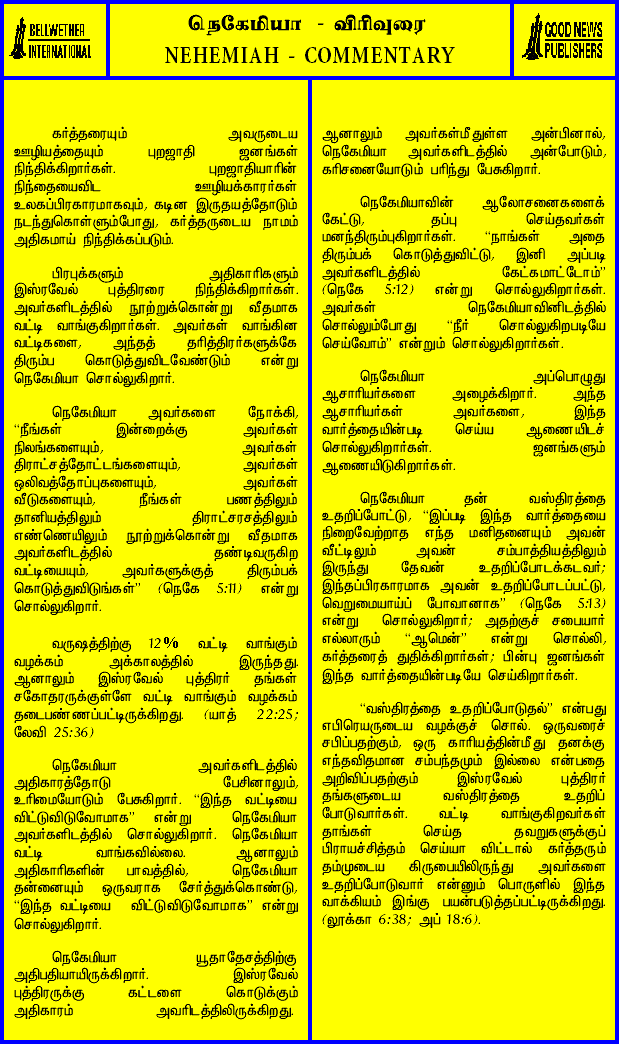 BELLWETHER
INTERNATIONAL
நெகேமியா - விரிவுரை
NEHEMIAH - COMMENTARY
GOOD NEWS
PUBLISHERS
கர்த்தரையும் அவருடைய
ஊழியத்தையும் புறஜாதி ஜனங்கள்
நிந்திக்கிறார்கள். புறஜாதியாரின்
நிந்தையைவிட ஊழியக்காரர்கள்
உலகப்பிரகாரமாகவும், கடின இருதயத்தோடும்
நடந்துகொள்ளும்போது, கர்த்தருடைய நாமம்
அதிகமாய் நிந்திக்கப்படும்.
பிரபுக்களும் அதிகாரிகளும்
இஸ்ரவேல் புத்திரரை நிந்திக்கிறார்கள்.
அவர்களிடத்தில் நூற்றுக்கொன்று வீதமாக
வட்டி வாங்குகிறார்கள். அவர்கள் வாங்கின
வட்டிகளை, அந்தத் தரித்திரர்களுக்கே
திரும்ப கொடுத்துவிடவேண்டும் என்று
நெகேமியா சொல்லுகிறார்.
நெகேமியா அவர்களை நோக்கி,
“நீங்கள் இன்றைக்கு அவர்கள்
நிலங்களையும், அவர்கள்
திராட்சத்தோட்டங்களையும், அவர்கள்
ஒலிவத்தோப்புகளையும், அவர்கள்
வீடுகளையும், நீங்கள் பணத்திலும்
தானியத்திலும் திராட்சரசத்திலும்
எண்ணெயிலும் நூற்றுக்கொன்று வீதமாக
அவர்களிடத்தில் தண்டிவருகிற
வட்டியையும், அவர்களுக்குத் திரும்பக்
கொடுத்துவிடுங்கள்” (நெகே 5:11) என்று
சொல்லுகிறார்.
வருஷத்திற்கு 12% வட்டி வாங்கும்
வழக்கம் அக்காலத்தில் இருந்தது.
ஆனாலும் இஸ்ரவேல் புத்திரர் தங்கள்
சகோதரருக்குள்ளே வட்டி வாங்கும் வழக்கம்
தடைபண்ணப்பட்டிருக்கிறது. (யாத் 22:25;
லேவி 25:36)
நெகேமியா அவர்களிடத்தில்
அதிகாரத்தோடு பேசினாலும்,
உரிமையோடும் பேசுகிறார். “இந்த வட்டியை
விட்டுவிடுவோமாக” என்று நெகேமியா
அவர்களிடத்தில் சொல்லுகிறார். நெகேமியா
வட்டி வாங்கவில்லை. ஆனாலும்
அதிகாரிகளின் பாவத்தில், நெகேமியா
தன்னையும் ஒருவராக சேர்த்துக்கொண்டு,
“இந்த வட்டியை விட்டுவிடுவோமாக” என்று
சொல்லுகிறார்.
நெகேமியா யூதாதேசத்திற்கு
அதிபதியாயிருக்கிறார். இஸ்ரவேல்
புத்திரருக்கு கட்டளை கொடுக்கும்
அதிகாரம் அவரிடத்திலிருக்கிறது.
ஆனாலும் அவர்கள்மீதுள்ள அன்பினால்,
நெகேமியா அவர்களிடத்தில் அன்போடும்,
கரிசனையோடும் பரிந்து பேசுகிறார்.
நெகேமியாவின் ஆலோசனைகளைக்
கேட்டு, தப்பு செய்தவர்கள்
மனந்திரும்புகிறார்கள். “நாங்கள் அதை
திரும்பக் கொடுத்துவிட்டு, இனி அப்படி
அவர்களிடத்தில் கேட்கமாட்டோம்”
(நெகே 5:12) என்று சொல்லுகிறார்கள்.
அவர்கள் நெகேமியாவினிடத்தில்
சொல்லும்போது “நீர் சொல்லுகிறபடியே
செய்வோம்” என்றும் சொல்லுகிறார்கள்.
நெகேமியா அப்பொழுது
ஆசாரியர்களை அழைக்கிறார். அந்த
ஆசாரியர்கள் அவர்களை, இந்த
வார்த்தையின்படி செய்ய ஆணையிடச்
சொல்லுகிறார்கள். ஜனங்களும்
ஆணையிடுகிறார்கள்.
நெகேமியா தன் வஸ்திரத்தை
உதறிப்போட்டு, “இப்படி இந்த வார்த்தையை
நிறைவேற்றாத எந்த மனிதனையும் அவன்
வீட்டிலும் அவன் சம்பாத்தியத்திலும்
இருந்து தேவன் உதறிப்போடக்கடவர்;
இந்தப்பிரகாரமாக அவன் உதறிப்போடப்பட்டு,
வெறுமையாய்ப் போவானாக” (நெகே 5:13)
என்று சொல்லுகிறார்; அதற்குச் சபையார்
எல்லாரும் “ஆமென்” என்று சொல்லி,
கர்த்தரைத் துதிக்கிறார்கள்; பின்பு ஜனங்கள்
இந்த வார்த்தையின்படியே செய்கிறார்கள்.
“வஸ்திரத்தை உதறிப்போடுதல்” என்பது
எபிரெயருடைய வழக்குச் சொல். ஒருவரைச்
சபிப்பதற்கும், ஒரு காரியத்தின்மீது தனக்கு
எந்தவிதமான சம்பந்தமும் இல்லை என்பதை
அறிவிப்பதற்கும் இஸ்ரவேல் புத்திரர்
தங்களுடைய வஸ்திரத்தை உதறிப்
போடுவார்கள். வட்டி வாங்குகிறவர்கள்
தாங்கள் செய்த தவறுகளுக்குப்
பிராயச்சித்தம் செய்யா விட்டால் கர்த்தரும்
தம்முடைய கிருபையிலிருந்து அவர்களை
உதறிப்போடுவார் என்னும் பொருளில் இந்த
வாக்கியம் இங்கு பயன்படுத்தப்பட்டிருக்கிறது.
(லூக்கா 6:38; அப் 18:6).